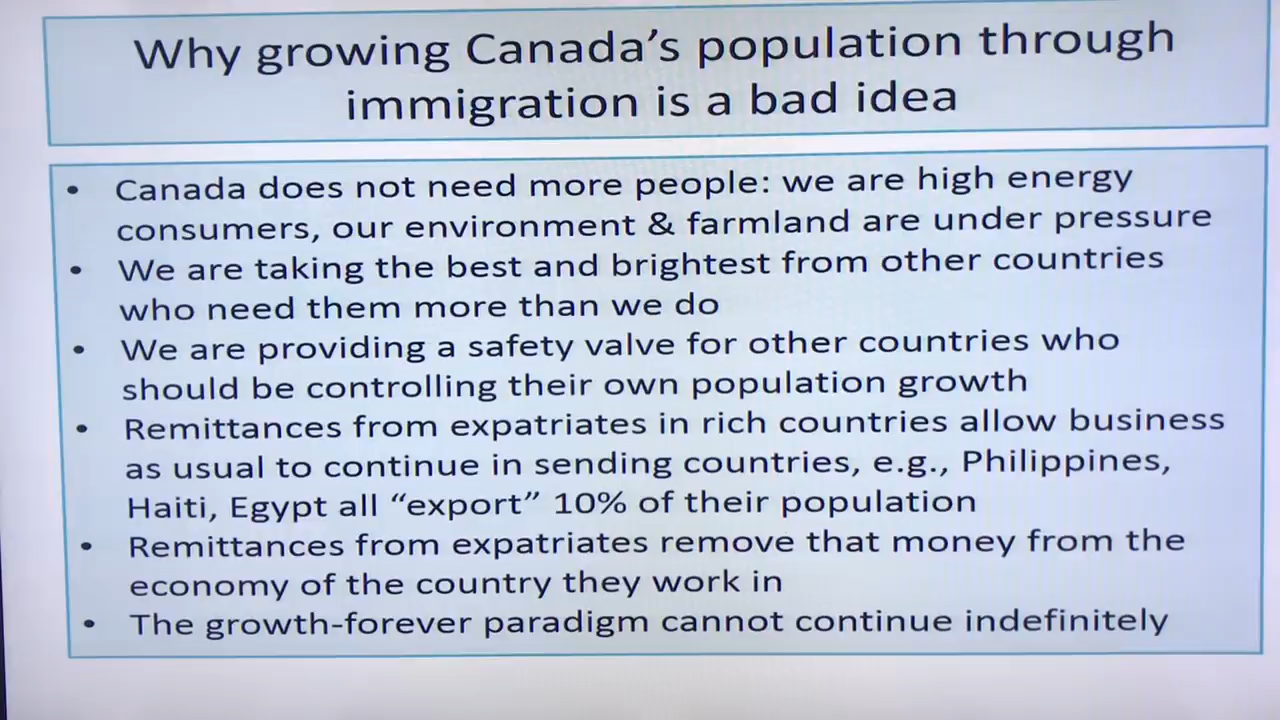 Why growing Canada's population through
immigration is a bad idea
• Canada does not need more people: we are high energy
consumers, our environment & farmland are under pressure
• We are taking the best and brightest from other countries
who need them more than we do
• We are providing a safety valve for other countries who
should be controlling their own population growth
• Remittances from expatriates in rich countries allow business
as usual to continue in sending countries, e.g., Philippines,
Haiti, Egypt all “export” 10% of their population
• Remittances from expatriates remove that money from the
economy of the country they work in
• The growth-forever paradigm cannot continue indefinitely